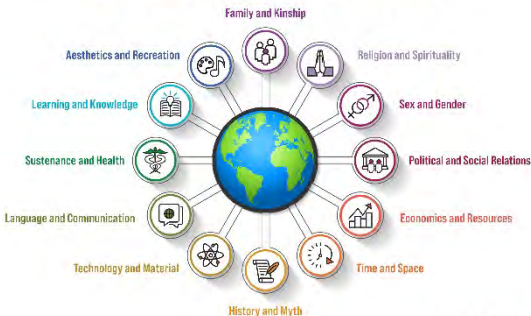 Family and Kinship
Aesthetics and Recreation
Religion and Spirituality
Learning and Knowledge
Sex and Gender
Sustenance and Health
Political and Social Relations
Language and Communication
Economics and Resources
Technology and Material
Time and Space
History and Myth